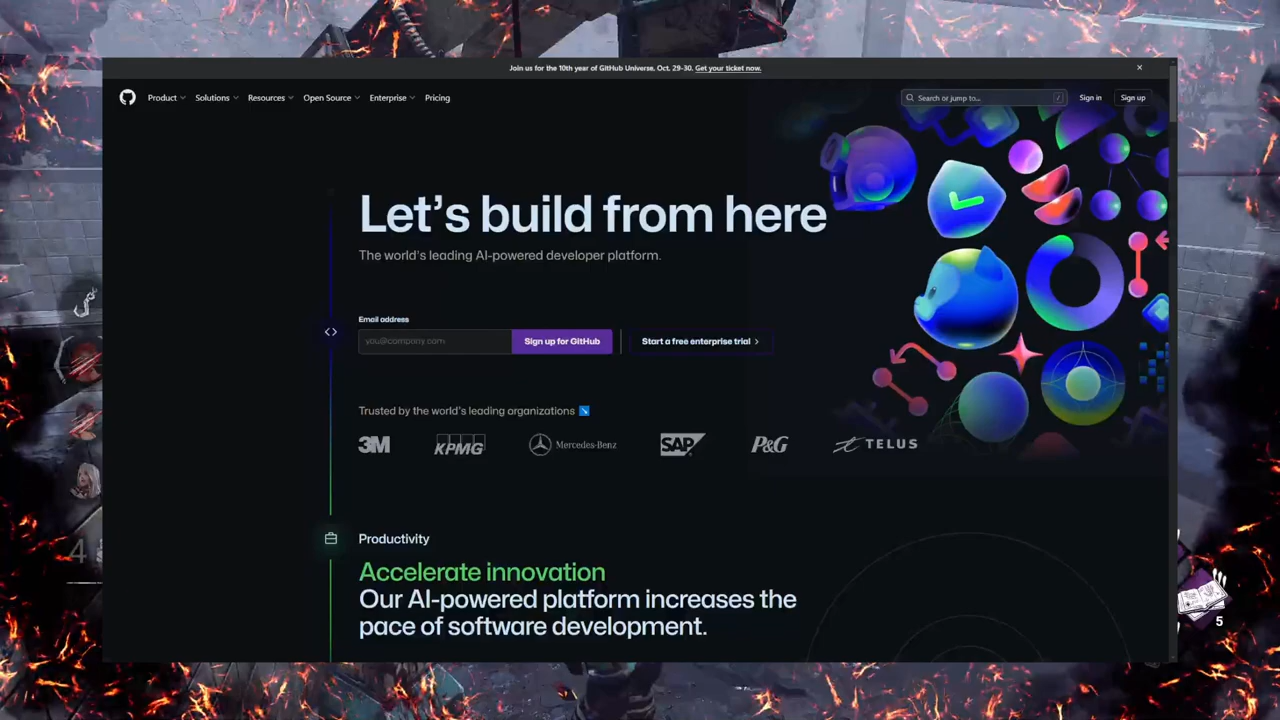 Join us for the 10th year of GitHub Universe, Oct. 29-30. Get your ticket now.
Product Solutions Resources Open Source Enterprise Pricing Search or jump to... / Sign in Sign up
Let's build from here
The world's leading AI-powered developer platform.
Email address
you@company.com Sign up for GitHub Start a free enterprise trial
Trusted by the world's leading organizations
3M KPMG Mercedes-Benz SAP P&G TELUS
Productivity
Accelerate innovation
Our AI-powered platform increases the
pace of software development.
4
5